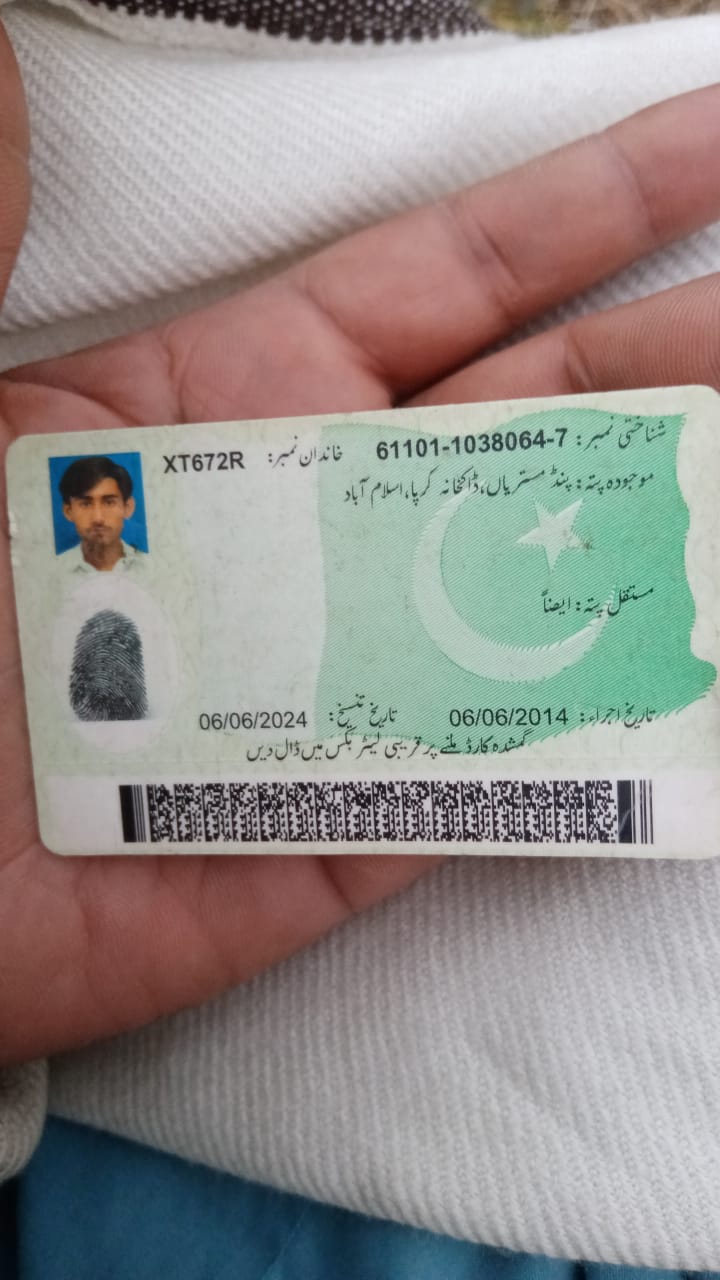 شناختی نمبر: 61101-1038064-7 خاندان نمبر: XT672R
موجودہ پتہ: پنڈ مستریاں، ڈاکخانہ کرپا، اسلام آباد
مستقل پتہ: ایضاً
تاریخ اجراء: 06/06/2014 تاریخ تنسیخ: 06/06/2024
گمشدہ کارڈ ملنے پر قریبی لیٹر بکس میں ڈال دیں